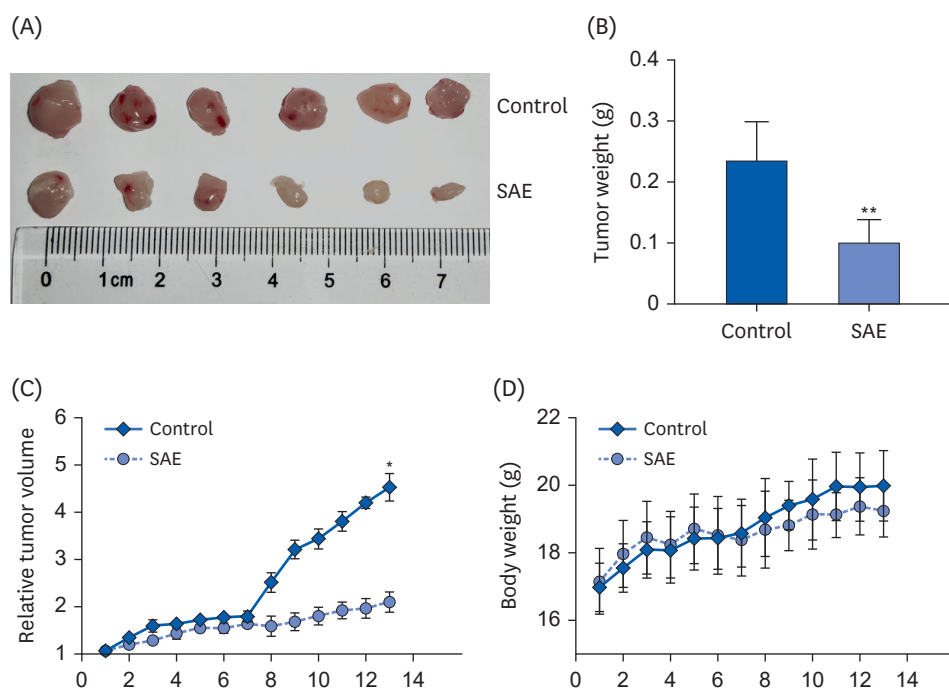 (A)
Control
SAE
0 1 cm 2 3 4 5 6 7
(B)
Tumor weight (g)
0.4
0.3
0.2
0.1
0
**
Control SAE
(C)
Relative tumor volume
6
5
4
3
2
1
Control
SAE
*
0 2 4 6 8 10 12 14
(D)
Body weight (g)
22
20
18
16
15
Control
SAE
0 2 4 6 8 10 12 14